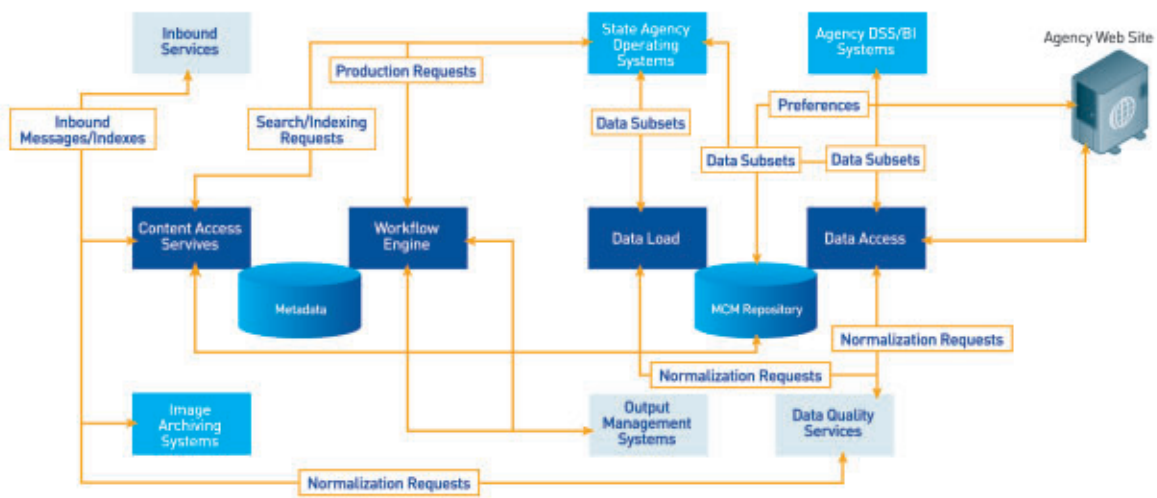 Inbound
Services
State Agency
Operating
Systems
Agency DSS/BI
Systems
Agency Web Site
Production Requests
Preferences
Inbound
Messages/Indexes
Search/Indexing
Requests
Data Subsets
Data Subsets
Data Subsets
Content Access
Servives
Workflow
Engine
Data Load
Data Access
Metadata
MCM Repository
Normalization Requests
Normalization Requests
Image
Archiving
Systems
Output
Management
Systems
Data Quality
Services
Normalization Requests